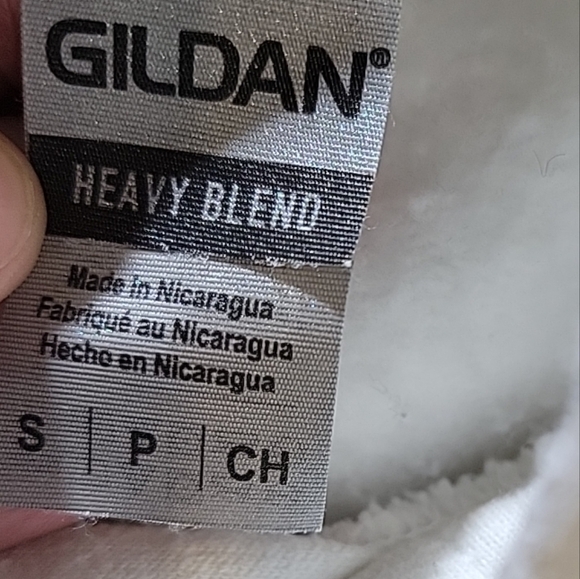 GILDAN®
HEAVY BLEND
Made in Nicaragua
Fabriqué au Nicaragua
Hecho en Nicaragua
S | P | CH